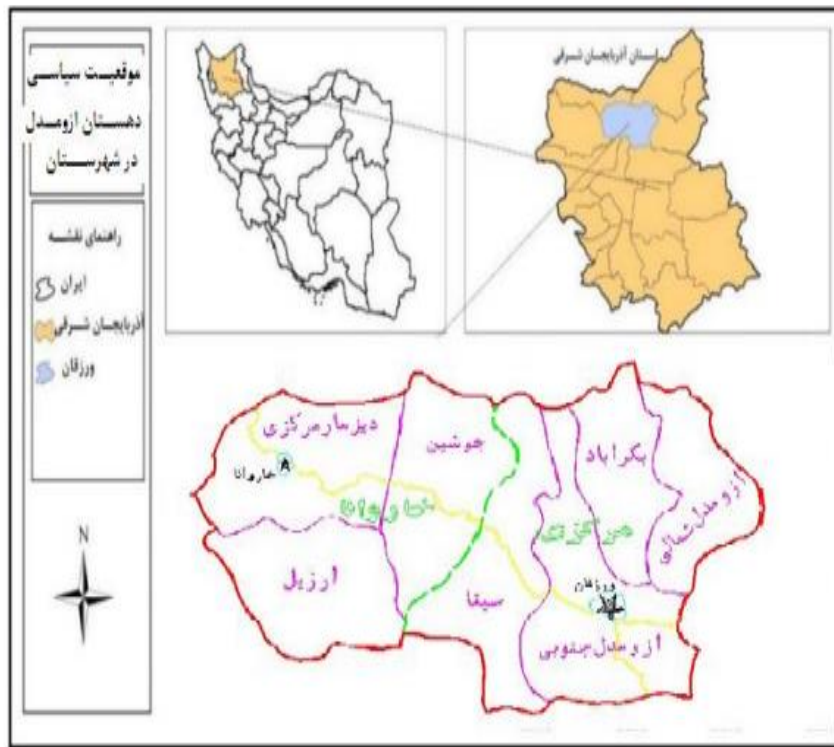 موقعیت سیاسی
دهستان ازومدل
در شهرستان
راهنمای نقشه
ایران
آذربایجان شرقی
ورزقان
N
استان آذربایجان شرقی
دیزمار مرکزی
جوشین
بکراباد
ازومدل شمالی
خاروانا
خاروانا
مرکزی
ارزیل
سیقا
ورزقان
ازومدل جنوبی